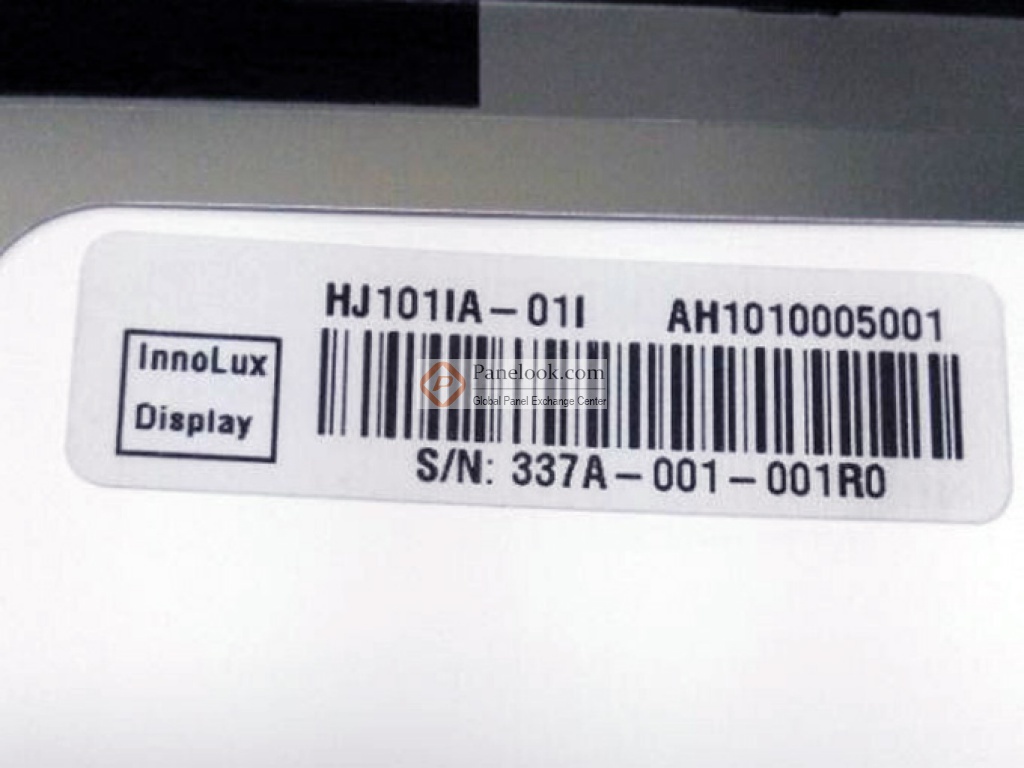 HJ101IA-01I AH1010005001
InnoLux
Display
Panelook.com
Global Panel Exchange Center
S/N: 337A-001-001R0